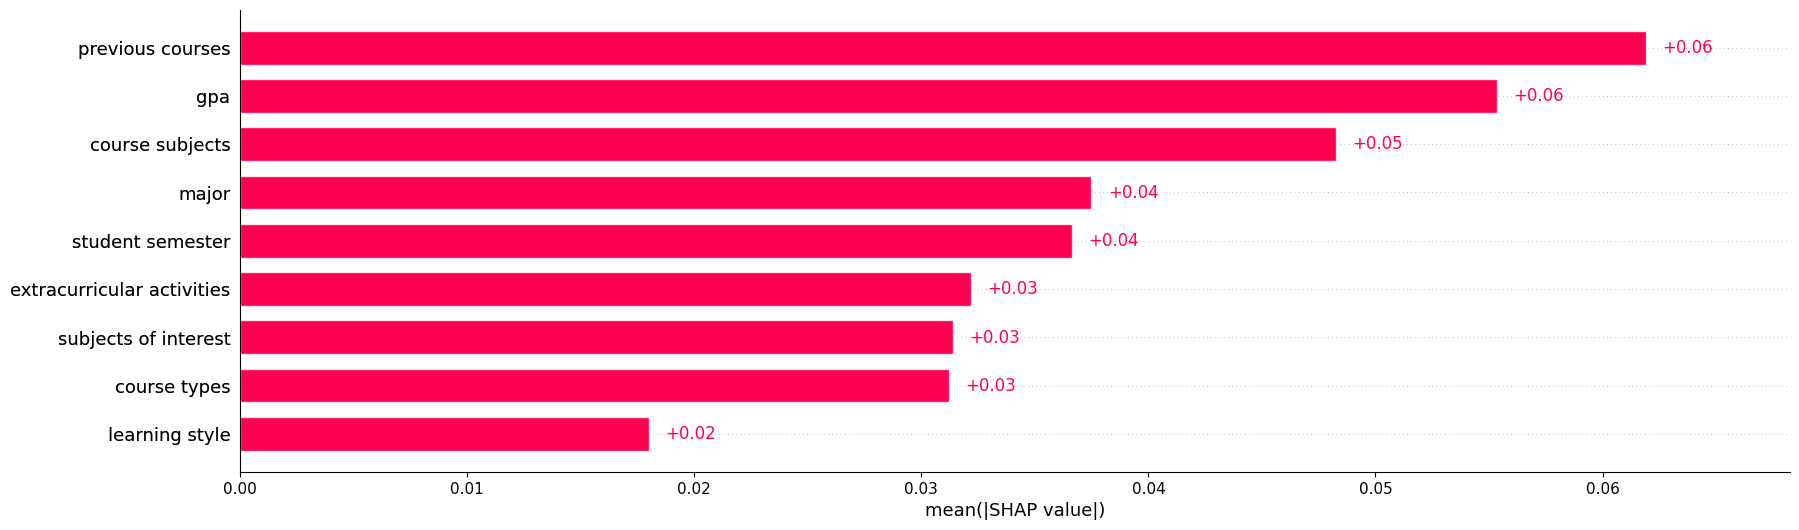 previous courses +0.06
gpa +0.06
course subjects +0.05
major +0.04
student semester +0.04
extracurricular activities +0.03
subjects of interest +0.03
course types +0.03
learning style +0.02
0.00 0.01 0.02 0.03 0.04 0.05 0.06
mean(|SHAP value|)